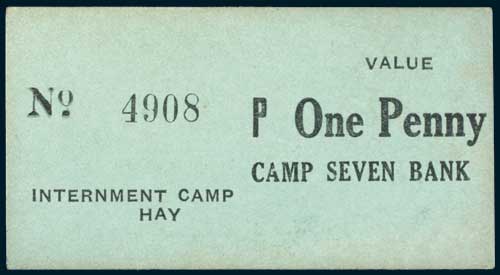 VALUE
Nº 4908
P One Penny
CAMP SEVEN BANK
INTERNMENT CAMP
HAY